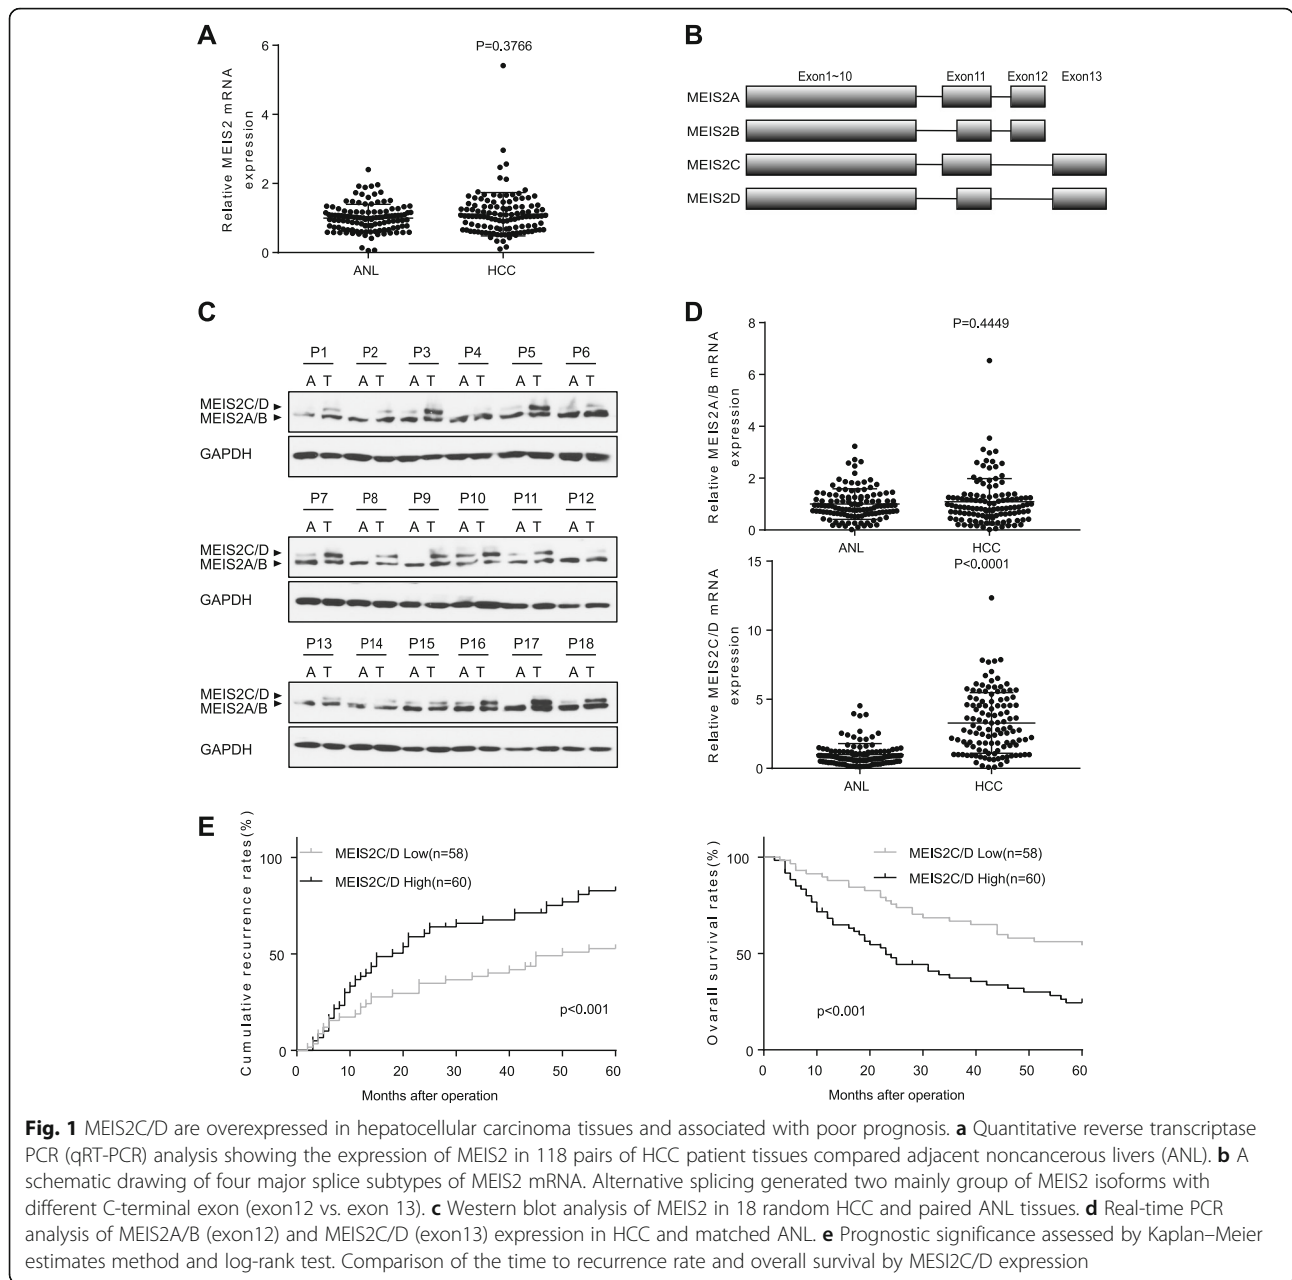 A
Relative MEIS2 mRNA
expression
P=0.3766
6
4
2
0
ANL
HCC
B
Exon1~10
Exon11
Exon12
Exon13
MEIS2A
MEIS2B
MEIS2C
MEIS2D
C
P1 P2 P3 P4 P5 P6
A T A T A T A T A T A T
MEIS2C/D
MEIS2A/B
GAPDH
P7 P8 P9 P10 P11 P12
A T A T A T A T A T A T
MEIS2C/D
MEIS2A/B
GAPDH
P13 P14 P15 P16 P17 P18
A T A T A T A T A T A T
MEIS2C/D
MEIS2A/B
GAPDH
D
Relative MEIS2A/B mRNA
expression
P=0.4449
8
6
4
2
0
ANL
HCC
Relative MEIS2C/D mRNA
expression
P<0.0001
15
10
5
0
ANL
HCC
E
Cumulative recurrence rates(%)
100
50
0
MEIS2C/D Low(n=58)
MEIS2C/D High(n=60)
p<0.001
0 10 20 30 40 50 60
Months after operation
Ovarall survival rates(%)
100
50
0
MEIS2C/D Low(n=58)
MEIS2C/D High(n=60)
p<0.001
0 10 20 30 40 50 60
Months after operation
Fig. 1 MEIS2C/D are overexpressed in hepatocellular carcinoma tissues and associated with poor prognosis. a Quantitative reverse transcriptase
PCR (qRT-PCR) analysis showing the expression of MEIS2 in 118 pairs of HCC patient tissues compared adjacent noncancerous livers (ANL). b A
schematic drawing of four major splice subtypes of MEIS2 mRNA. Alternative splicing generated two mainly group of MEIS2 isoforms with
different C-terminal exon (exon12 vs. exon 13). c Western blot analysis of MEIS2 in 18 random HCC and paired ANL tissues. d Real-time PCR
analysis of MEIS2A/B (exon12) and MEIS2C/D (exon13) expression in HCC and matched ANL. e Prognostic significance assessed by Kaplan–Meier
estimates method and log-rank test. Comparison of the time to recurrence rate and overall survival by MESI2C/D expression